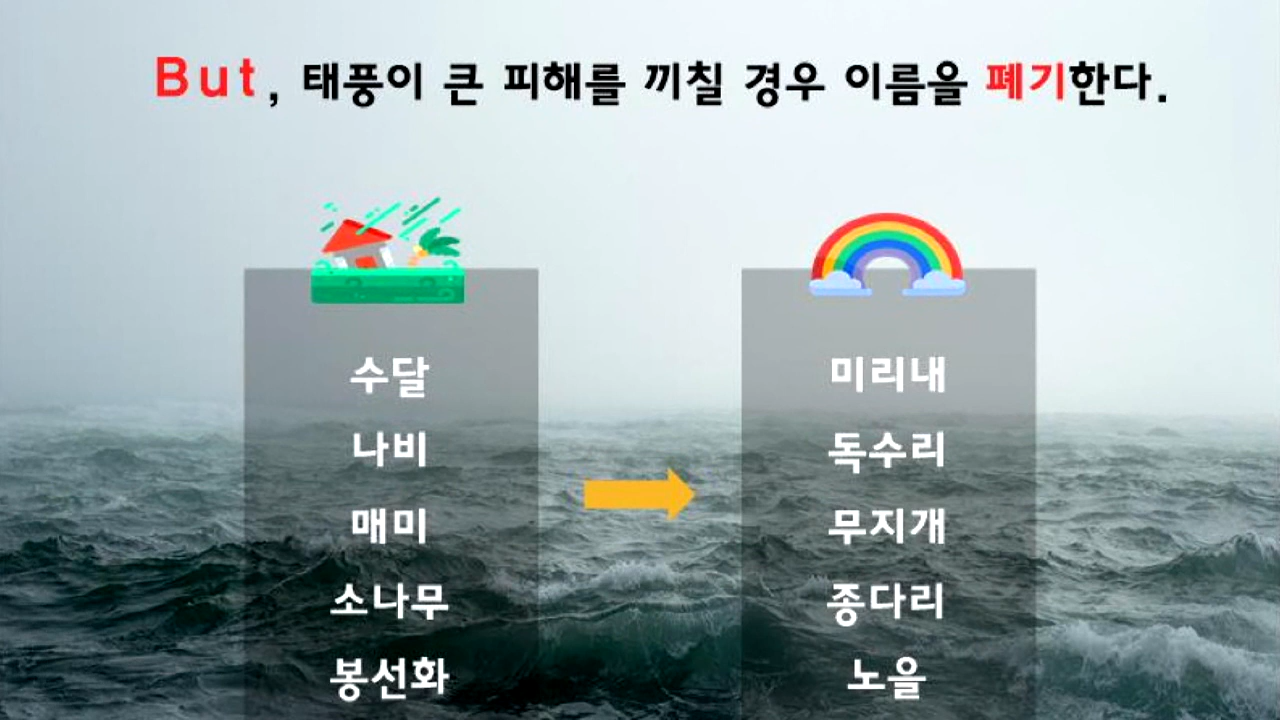 But, 태풍이 큰 피해를 끼칠 경우 이름을 폐기한다.
수달
나비
매미
소나무
봉선화
미리내
독수리
무지개
종다리
노을